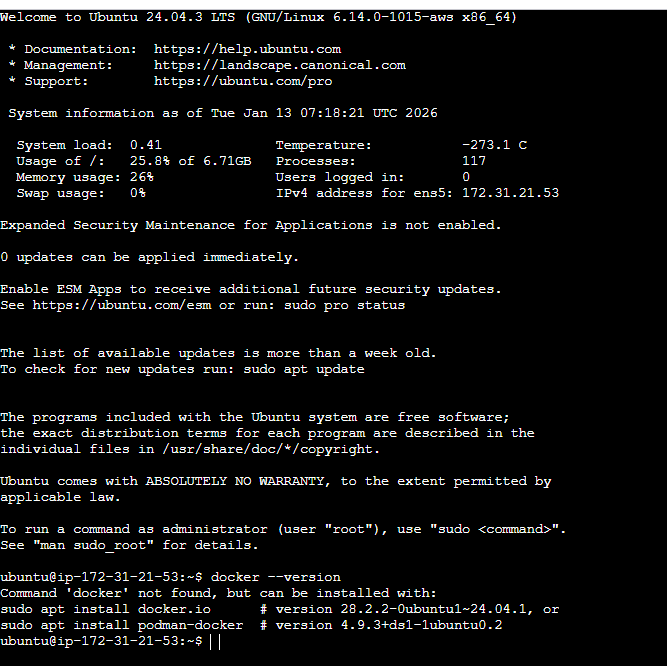 Welcome to Ubuntu 24.04.3 LTS (GNU/Linux 6.14.0-1015-aws x86_64)
* Documentation:  https://help.ubuntu.com
* Management:     https://landscape.canonical.com
* Support:        https://ubuntu.com/pro
System information as of Tue Jan 13 07:18:21 UTC 2026
System load:  0.41               Temperature:           -273.1 C
Usage of /:   25.8% of 6.71GB   Processes:             117
Memory usage: 26%               Users logged in:       0
Swap usage:   0%                IPv4 address for ens5: 172.31.21.53
Expanded Security Maintenance for Applications is not enabled.
0 updates can be applied immediately.
Enable ESM Apps to receive additional future security updates.
See https://ubuntu.com/esm or run: sudo pro status
The list of available updates is more than a week old.
To check for new updates run: sudo apt update
The programs included with the Ubuntu system are free software;
the exact distribution terms for each program are described in the
individual files in /usr/share/doc/*/copyright.
Ubuntu comes with ABSOLUTELY NO WARRANTY, to the extent permitted by
applicable law.
To run a command as administrator (user "root"), use "sudo <command>".
See "man sudo_root" for details.
ubuntu@ip-172-31-21-53:~$ docker --version
Command 'docker' not found, but can be installed with:
sudo apt install docker.io      # version 28.2.2-0ubuntu1~24.04.1, or
sudo apt install podman-docker  # version 4.9.3+ds1-1ubuntu0.2
ubuntu@ip-172-31-21-53:~$